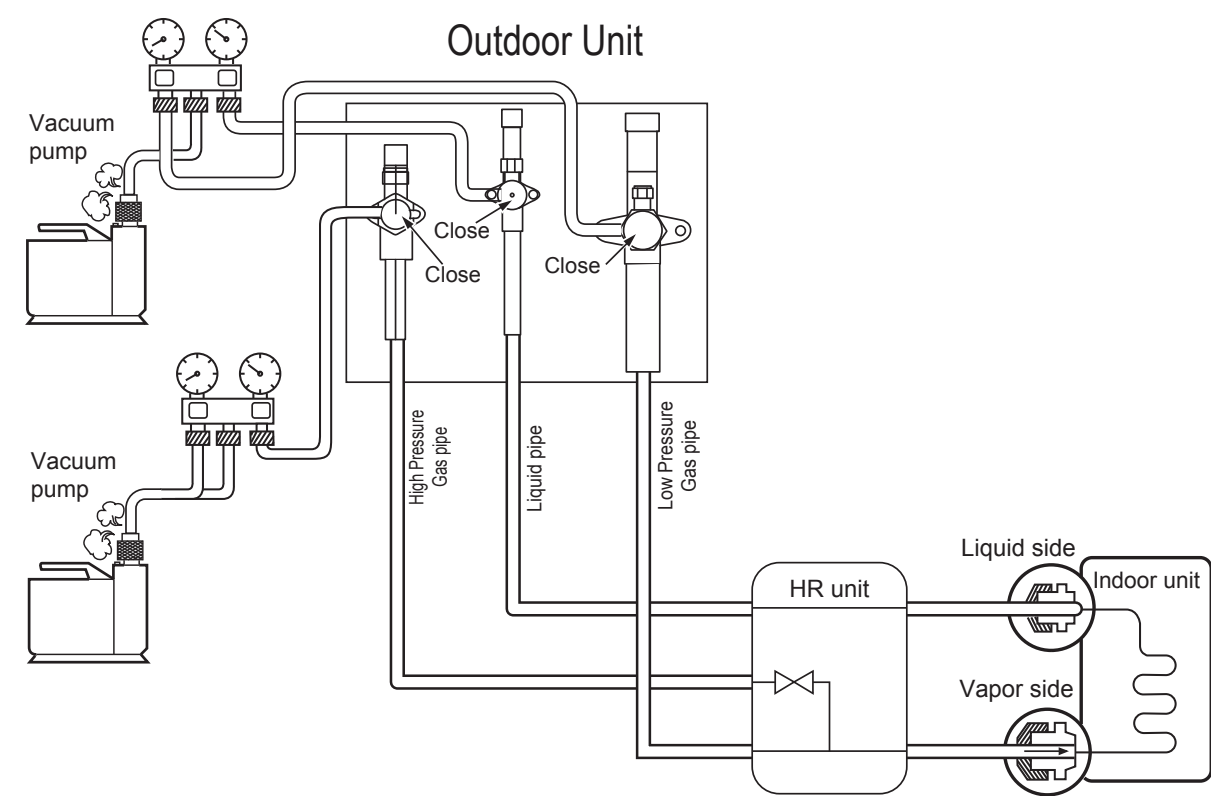 Outdoor Unit
Vacuum
pump
Close
Close
Close
Vacuum
pump
High Pressure
Gas pipe
Liquid pipe
Low Pressure
Gas pipe
Liquid side
Indoor unit
HR unit
Vapor side